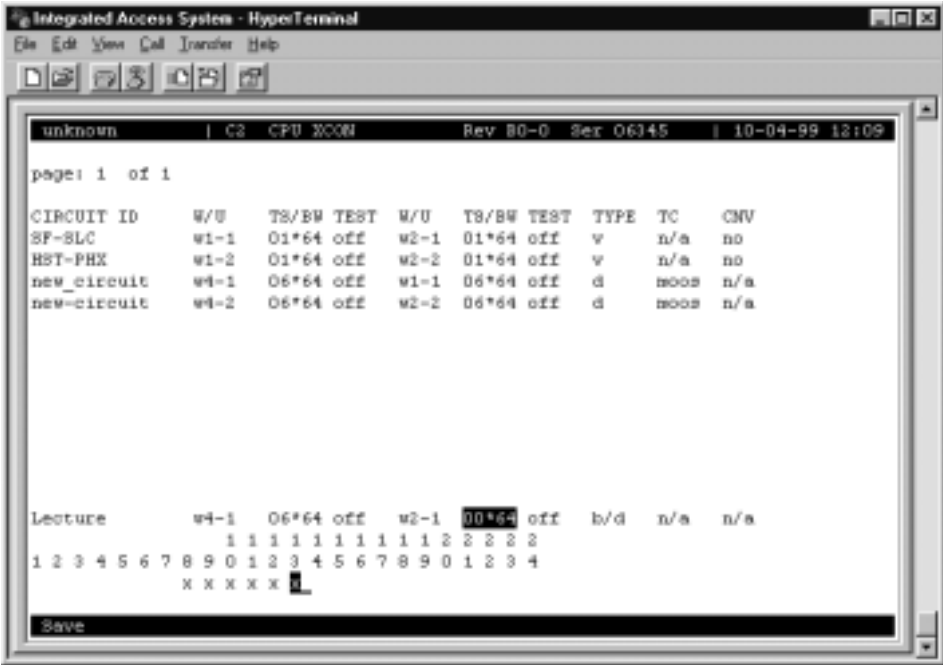 Integrated Access System - HyperTerminal
File Edit View Call Transfer Help
unknown | C2 CPU XCON Rev B0-0 Ser 06345 | 10-04-99 12:09
page: 1 of 1
CIRCUIT ID W/U TS/BW TEST W/U TS/BW TEST TYPE TC CNV
SF-SLC w1-1 01*64 off w2-1 01*64 off v n/a no
HST-PHX w1-2 01*64 off w2-2 01*64 off v n/a no
new_circuit w4-1 06*64 off w1-1 06*64 off d moos n/a
new-circuit w4-2 06*64 off w2-2 06*64 off d moos n/a
Lecture w4-1 06*64 off w2-1 00*64 off b/d n/a n/a
1 1 1 1 1 1 1 1 1 1 2 2 2 2 2
1 2 3 4 5 6 7 8 9 0 1 2 3 4 5 6 7 8 9 0 1 2 3 4
x x x x x x_
Save